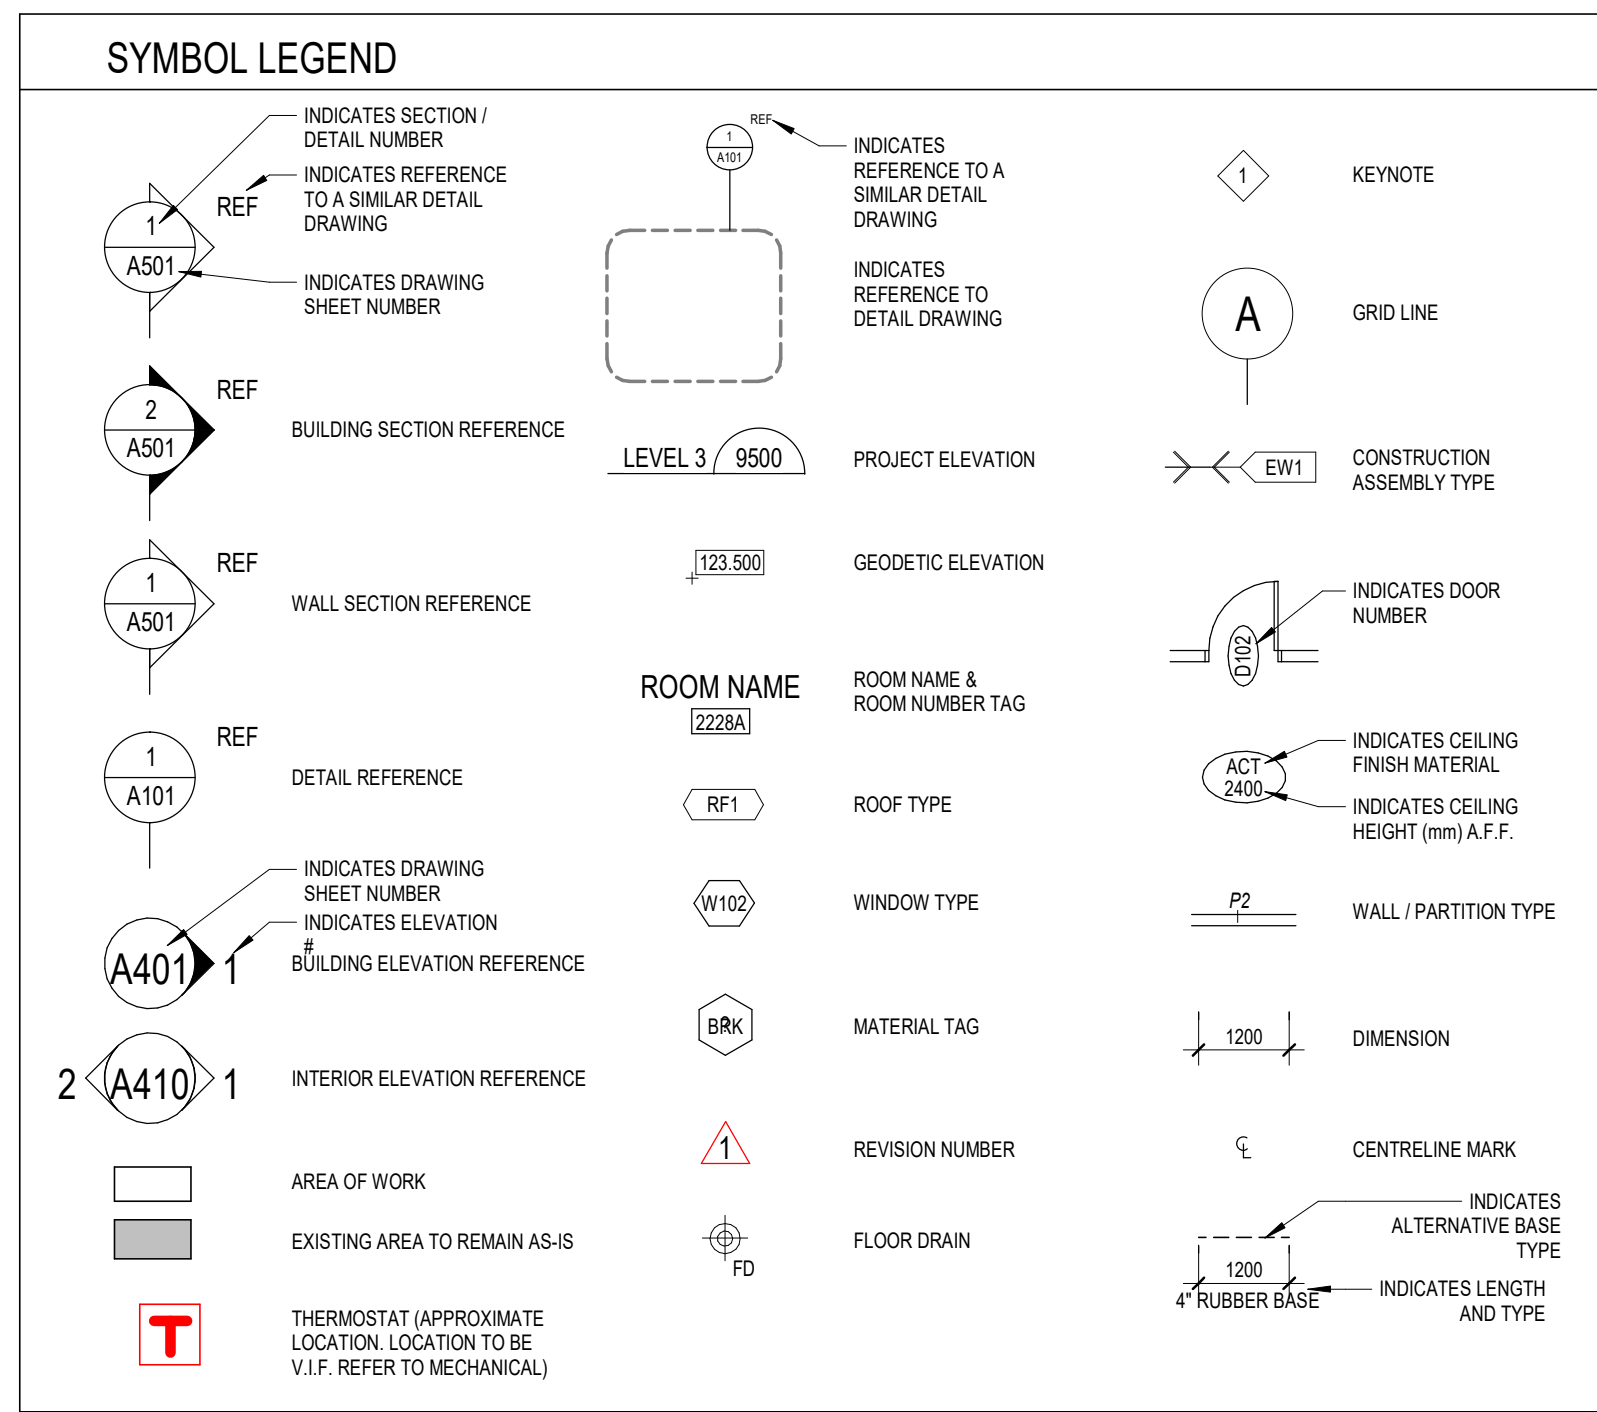 SYMBOL LEGEND
INDICATES SECTION /
DETAIL NUMBER
INDICATES REFERENCE
TO A SIMILAR DETAIL
DRAWING
REF
1
A501
INDICATES DRAWING
SHEET NUMBER
REF
2
A501
BUILDING SECTION REFERENCE
REF
1
A501
WALL SECTION REFERENCE
REF
1
A101
DETAIL REFERENCE
INDICATES DRAWING
SHEET NUMBER
INDICATES ELEVATION
#
A401
1
BUILDING ELEVATION REFERENCE
2
A410
1
INTERIOR ELEVATION REFERENCE
AREA OF WORK
EXISTING AREA TO REMAIN AS-IS
T
THERMOSTAT (APPROXIMATE
LOCATION. LOCATION TO BE
V.I.F. REFER TO MECHANICAL)
1
A101
REF
INDICATES
REFERENCE TO A
SIMILAR DETAIL
DRAWING
INDICATES
REFERENCE TO
DETAIL DRAWING
LEVEL 3
9500
PROJECT ELEVATION
123.500
GEODETIC ELEVATION
ROOM NAME
2228A
ROOM NAME &
ROOM NUMBER TAG
RF1
ROOF TYPE
W102
WINDOW TYPE
BRK
?
MATERIAL TAG
1
REVISION NUMBER
FD
FLOOR DRAIN
1
KEYNOTE
A
GRID LINE
EW1
CONSTRUCTION
ASSEMBLY TYPE
D102
INDICATES DOOR
NUMBER
ACT
2400
INDICATES CEILING
FINISH MATERIAL
INDICATES CEILING
HEIGHT (mm) A.F.F.
P2
WALL / PARTITION TYPE
1200
DIMENSION
℄
CENTRELINE MARK
INDICATES
ALTERNATIVE BASE
TYPE
1200
4" RUBBER BASE
INDICATES LENGTH
AND TYPE